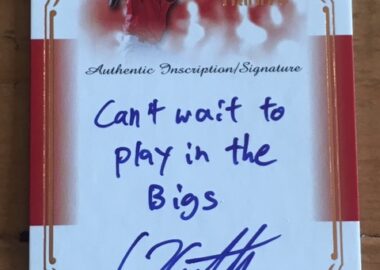 Authentic Inscription/Signature
Can't wait to
play in the
Bigs